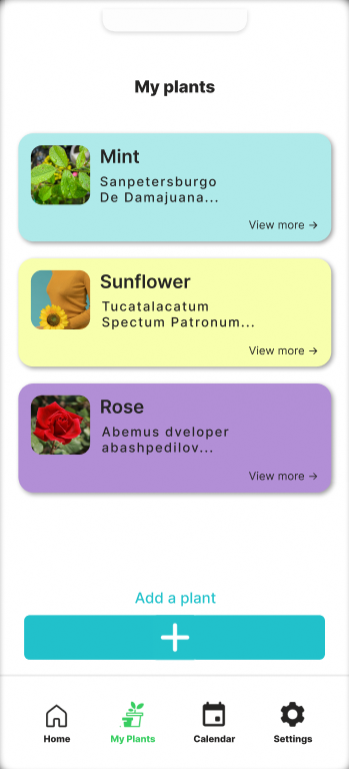 My plants
Mint
Sanpetersburgo
De Damajuana...
View more →
Sunflower
Tucatalacatum
Spectum Patronum...
View more →
Rose
Abemus dveloper
abashpedilov...
View more →
Add a plant
Home
My Plants
Calendar
Settings